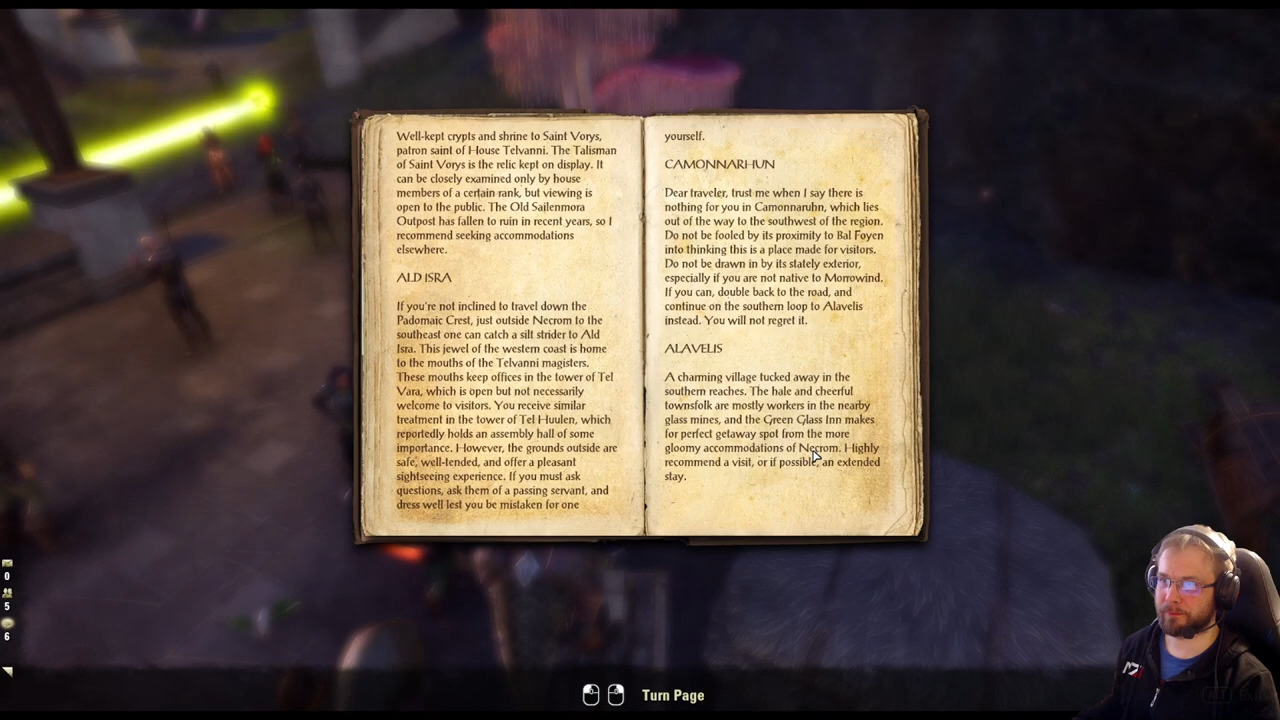 Well-kept crypts and shrine to Saint Vorys,
patron saint of House Telvanni. The Talisman
of Saint Vorys is the relic kept on display. It
can be closely examined only by house
members of a certain rank, but viewing is
open to the public. The Old Sailenmora
Outpost has fallen to ruin in recent years, so I
recommend seeking accommodations
elsewhere.
ALD ISRA
If you're not inclined to travel down the
Padomaic Crest, just outside Necrom to the
southeast one can catch a silt strider to Ald
Isra. This jewel of the western coast is home
to the mouths of the Telvanni magisters.
These mouths keep offices in the tower of Tel
Vara, which is open but not necessarily
welcome to visitors. You receive similar
treatment in the tower of Tel Huulen, which
reportedly holds an assembly hall of some
importance. However, the grounds outside are
safe, well-tended, and offer a pleasant
sightseeing experience. If you must ask
questions, ask them of a passing servant, and
dress well lest you be mistaken for one
yourself.
CAMONNARHUN
Dear traveler, trust me when I say there is
nothing for you in Camonnaruhn, which lies
out of the way to the southwest of the region.
Do not be fooled by its proximity to Bal Foyen
into thinking this is a place made for visitors.
Do not be drawn in by its stately exterior,
especially if you are not native to Morrowind.
If you can, double back to the road, and
continue on the southern loop to Alavelis
instead. You will not regret it.
ALAVELIS
A charming village tucked away in the
southern reaches. The hale and cheerful
townsfolk are mostly workers in the nearby
glass mines, and the Green Glass Inn makes
for perfect getaway spot from the more
gloomy accommodations of Necrom. Highly
recommend a visit, or if possible, an extended
stay.
0
5
6
Turn Page